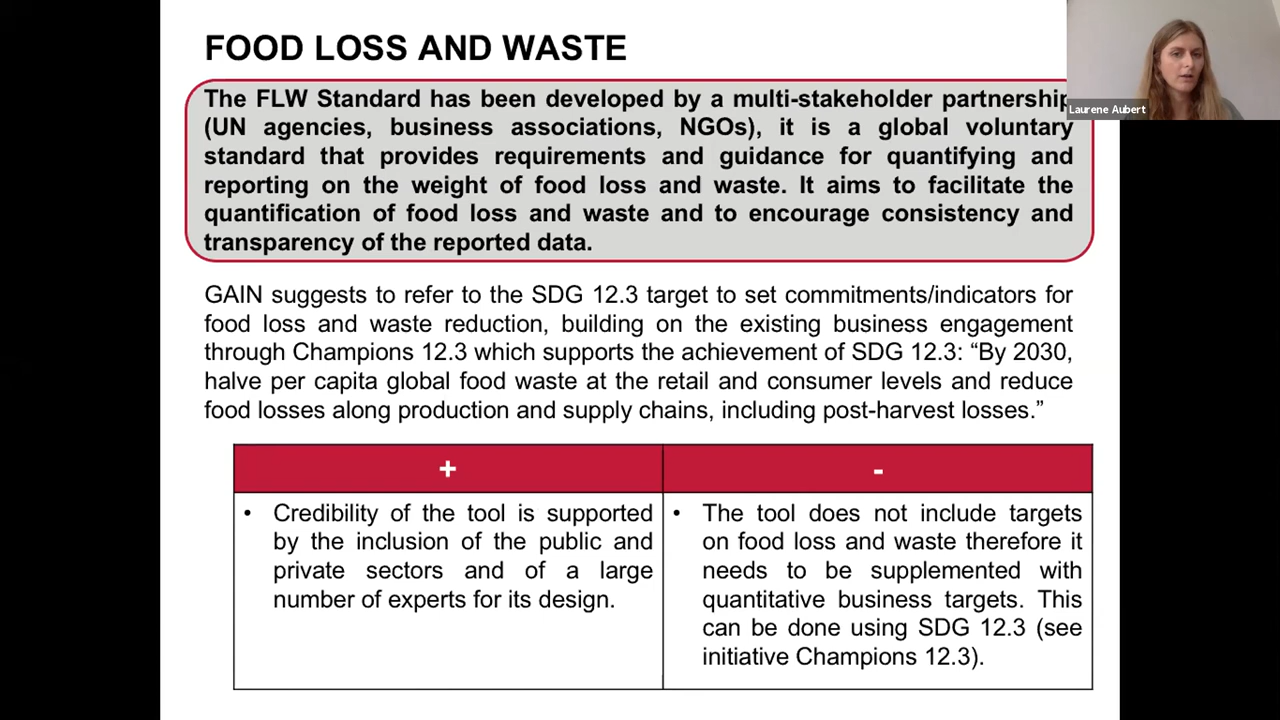 FOOD LOSS AND WASTE
Laurene Aubert
The FLW Standard has been developed by a multi-stakeholder partnership
(UN agencies, business associations, NGOs), it is a global voluntary
standard that provides requirements and guidance for quantifying and
reporting on the weight of food loss and waste. It aims to facilitate the
quantification of food loss and waste and to encourage consistency and
transparency of the reported data.
GAIN suggests to refer to the SDG 12.3 target to set commitments/indicators for
food loss and waste reduction, building on the existing business engagement
through Champions 12.3 which supports the achievement of SDG 12.3: “By 2030,
halve per capita global food waste at the retail and consumer levels and reduce
food losses along production and supply chains, including post-harvest losses.”
+
-
• Credibility of the tool is supported
by the inclusion of the public and
private sectors and of a large
number of experts for its design.
• The tool does not include targets
on food loss and waste therefore it
needs to be supplemented with
quantitative business targets. This
can be done using SDG 12.3 (see
initiative Champions 12.3).